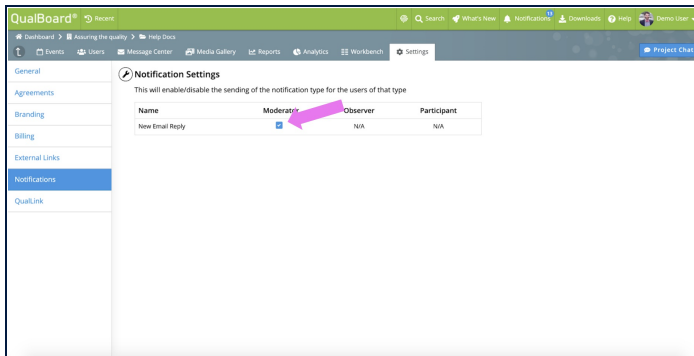 QualBoard® Recent Search What's New Notifications 13 Downloads Help Demo User
Dashboard > Assuring the quality > Help Docs
Events Users Message Center Media Gallery Reports Analytics Workbench Settings Project Chat
General
Agreements
Branding
Billing
External Links
Notifications
QualLink
Notification Settings
This will enable/disable the sending of the notification type for the users of that type
Name Moderator Observer Participant
New Email Reply N/A N/A